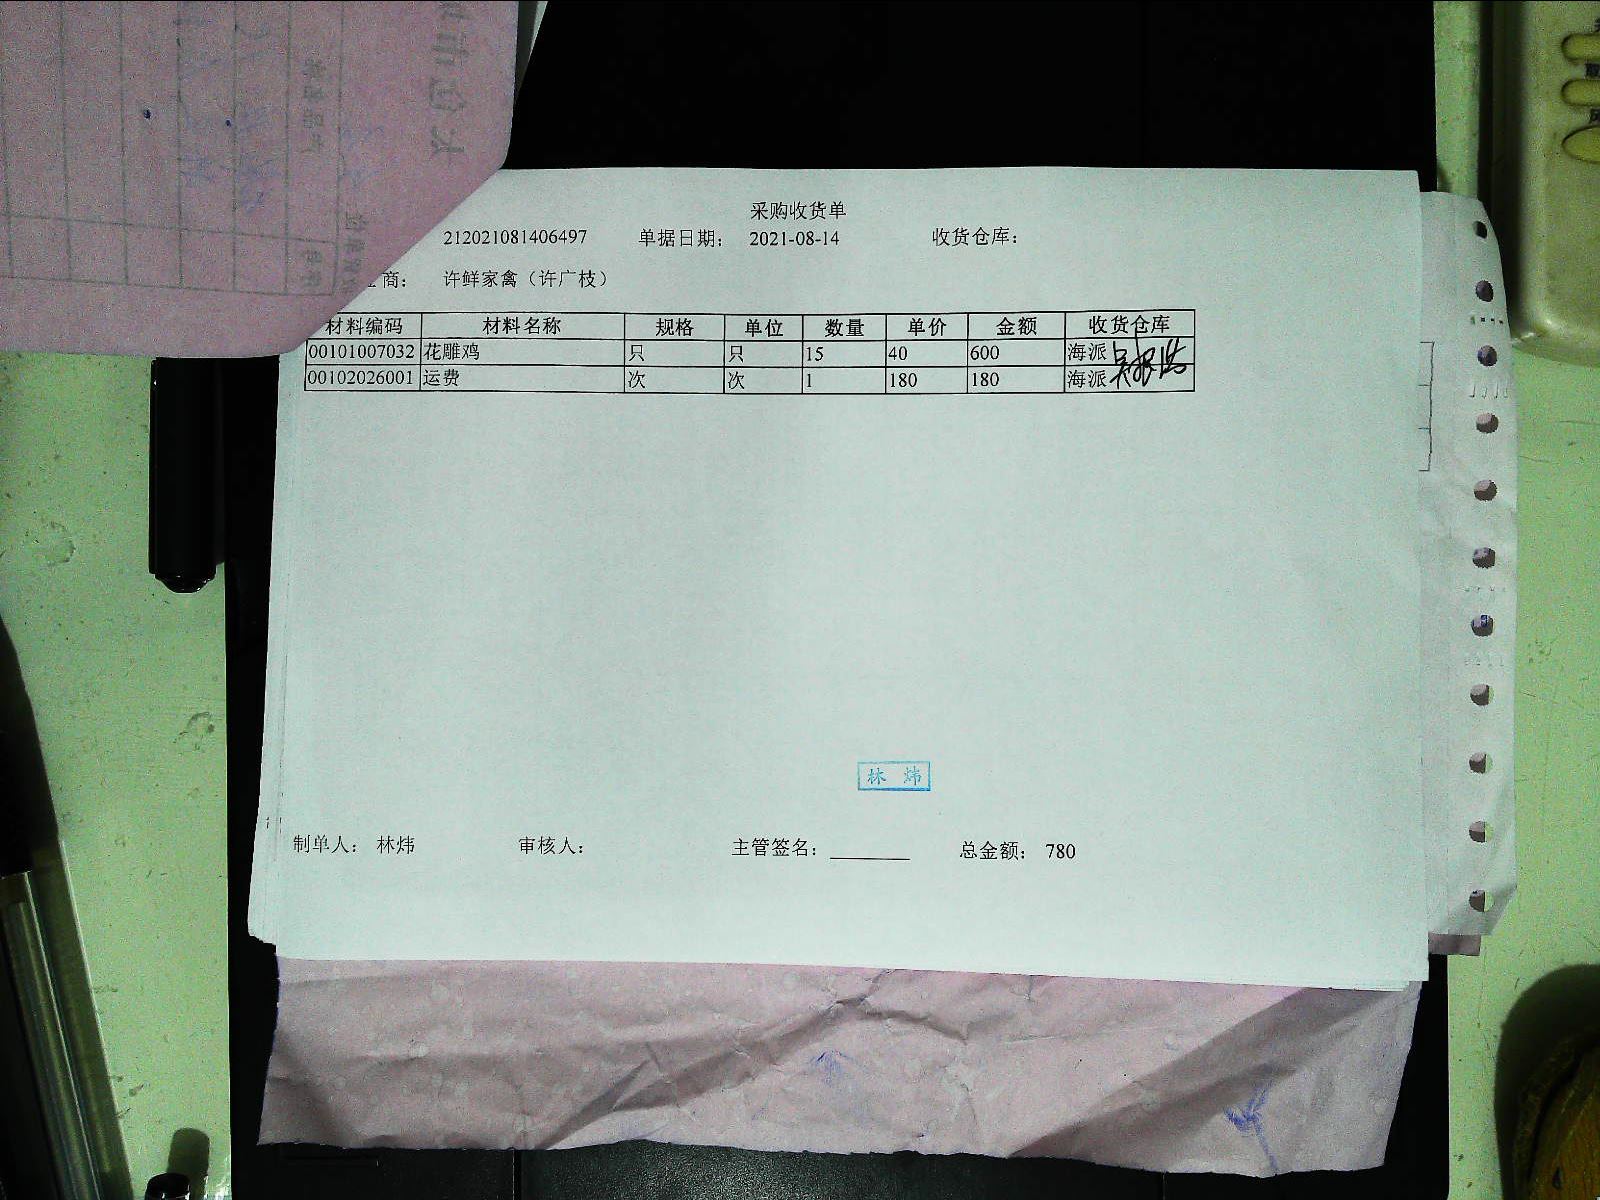 采购收货单
212021081406497 单据日期： 2021-08-14 收货仓库：
商： 许鲜家禽（许广枝）
材料编码 材料名称 规格 单位 数量 单价 金额 收货仓库
00101007032 花雕鸡 只 只 15 40 600 海派
00102026001 运费 次 次 1 180 180 海派
林 炜
制单人： 林炜 审核人： 主管签名： 总金额： 780